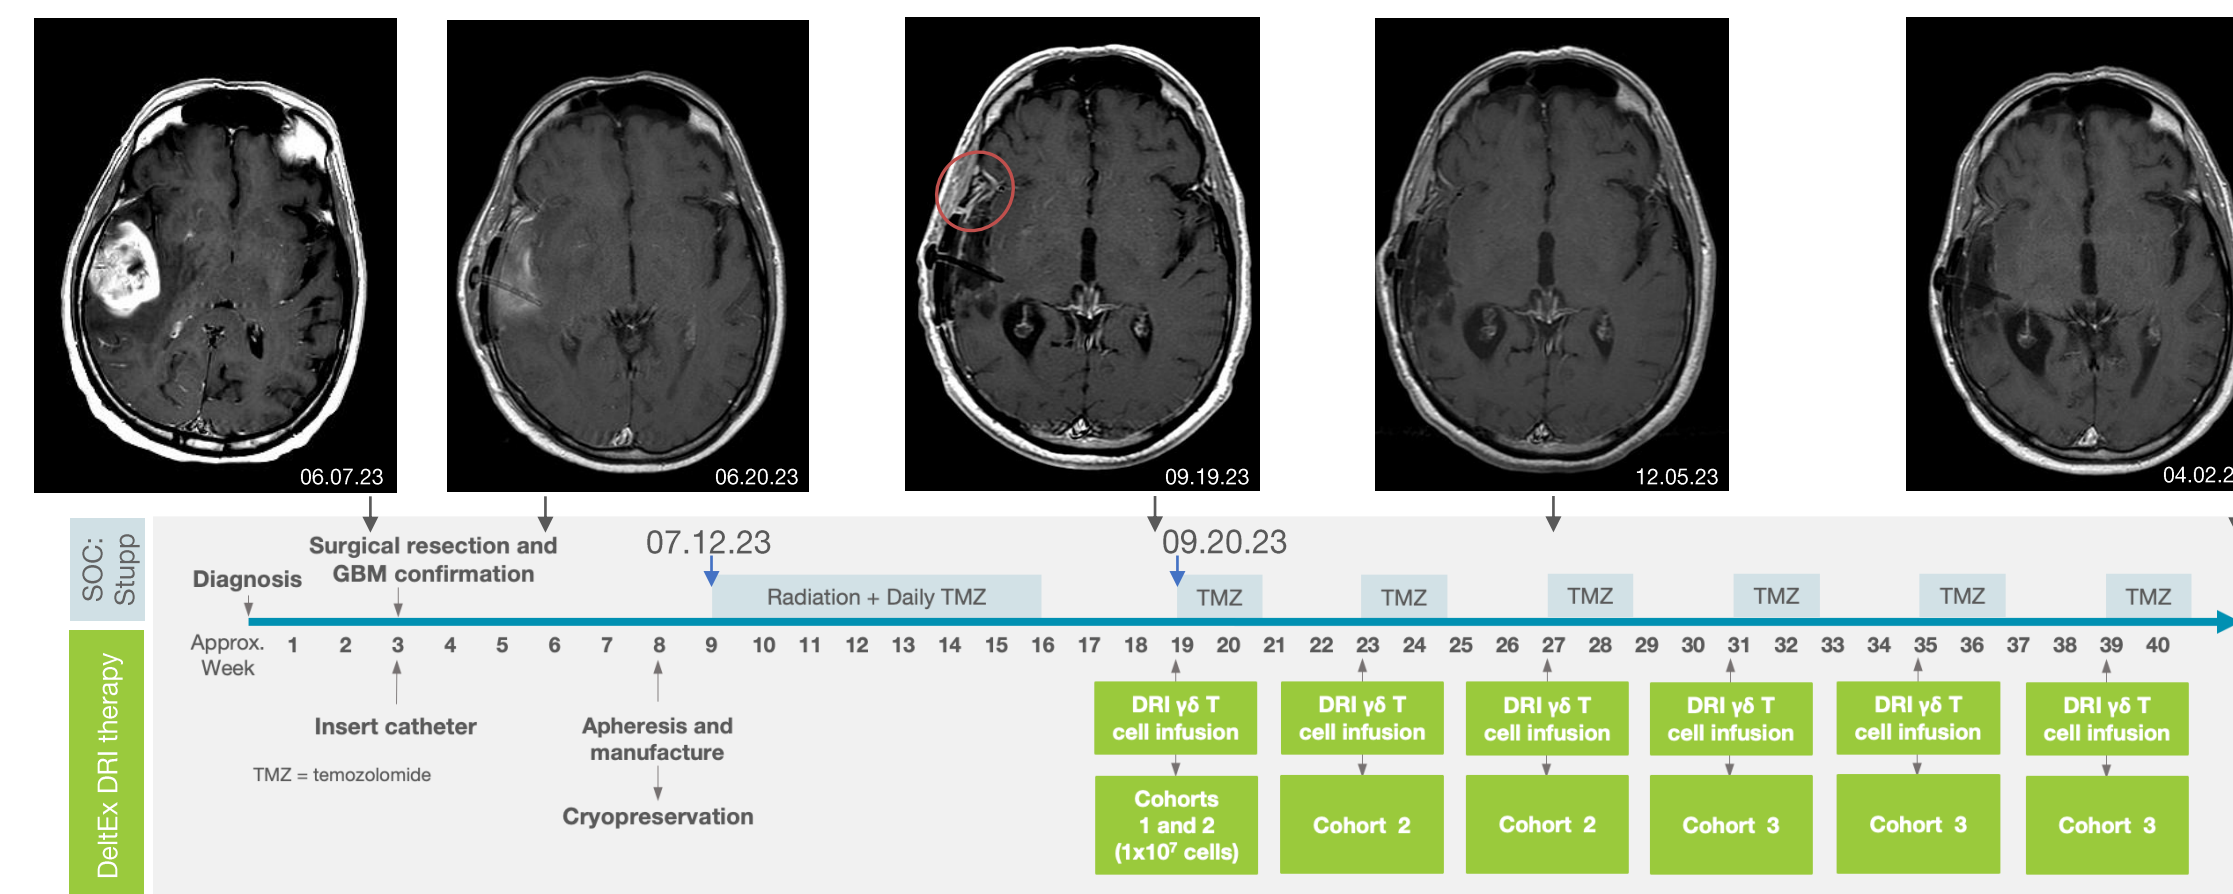 06.07.23
06.20.23
09.19.23
12.05.23
04.02.2
SOC:
Stupp
Diagnosis
Surgical resection and
GBM confirmation
07.12.23
09.20.23
Radiation + Daily TMZ
TMZ
TMZ
TMZ
TMZ
TMZ
TMZ
Approx.
Week
1 2 3 4 5 6 7 8 9 10 11 12 13 14 15 16 17 18 19 20 21 22 23 24 25 26 27 28 29 30 31 32 33 34 35 36 37 38 39 40
DeltEx DRI therapy
Insert catheter
TMZ = temozolomide
Apheresis and
manufacture
Cryopreservation
DRI γδ T
cell infusion
DRI γδ T
cell infusion
DRI γδ T
cell infusion
DRI γδ T
cell infusion
DRI γδ T
cell infusion
DRI γδ T
cell infusion
Cohorts
1 and 2
(1x10⁷ cells)
Cohort 2
Cohort 2
Cohort 3
Cohort 3
Cohort 3